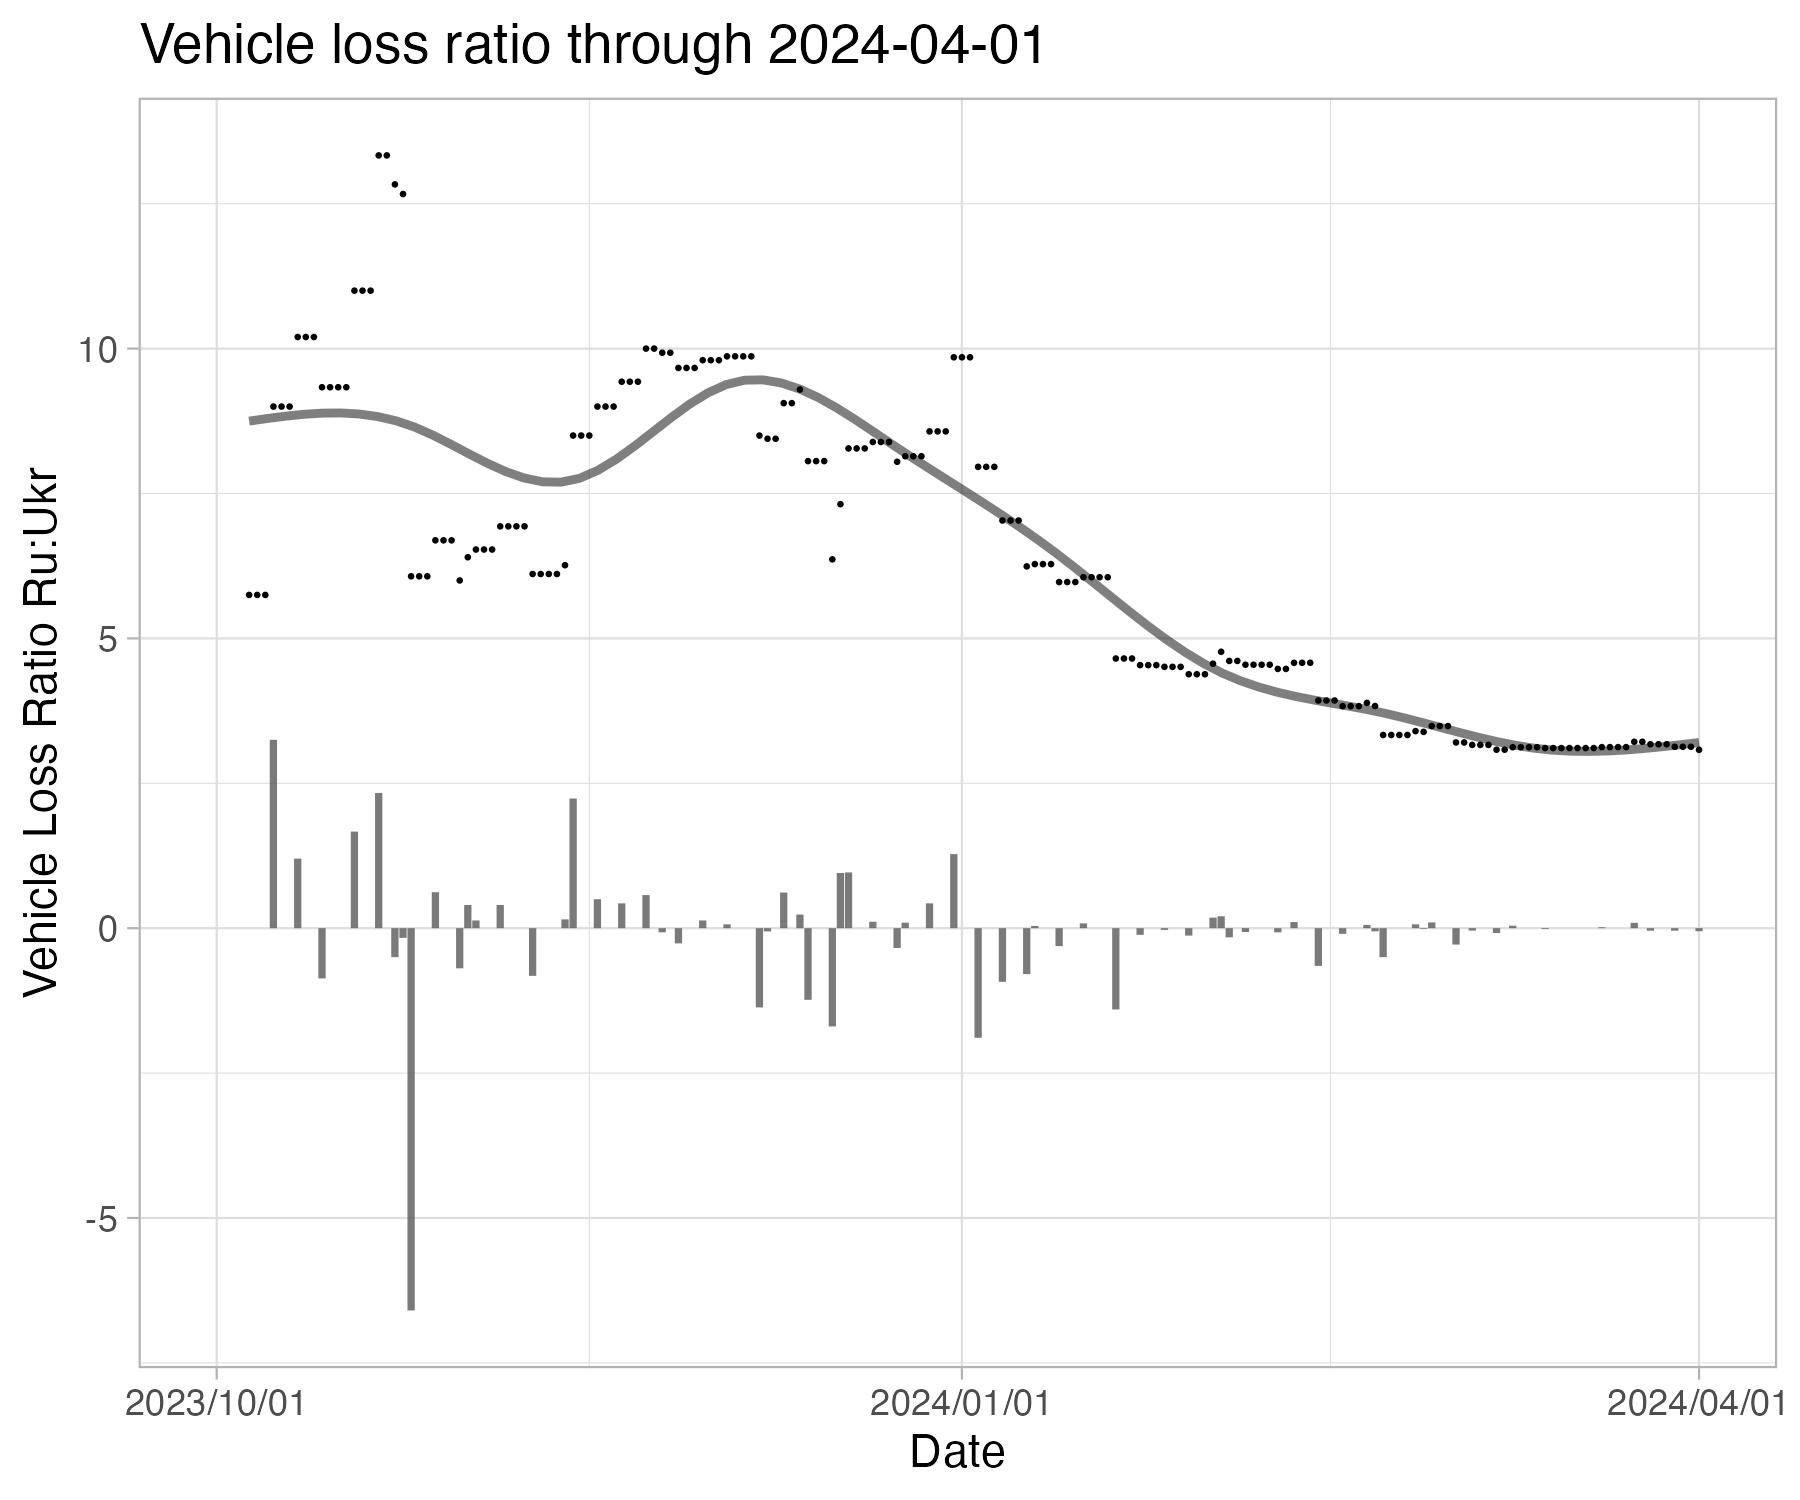 Vehicle loss ratio through 2024-04-01
Vehicle Loss Ratio Ru:Ukr
10
5
0
-5
2023/10/01
2024/01/01
2024/04/01
Date